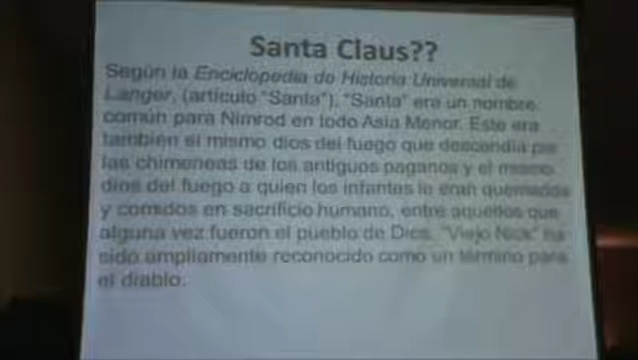 Santa Claus??
Según la Enciclopedia de Historia Universal de
Langer, (articulo "Santa"), "Santa" era un nombre
común para Nimrod en todo Asia Menor. Este era
también el mismo dios del fuego que descendía por
las chimeneas de los antiguos paganos y el mismo
dios del fuego a quien los infantes le eran quemados
y comidos en sacrificio humano, entre aquellos que
alguna vez fueron el pueblo de Dios. "Viejo Nick" ha
sido ampliamente reconocido como un término para
el diablo.